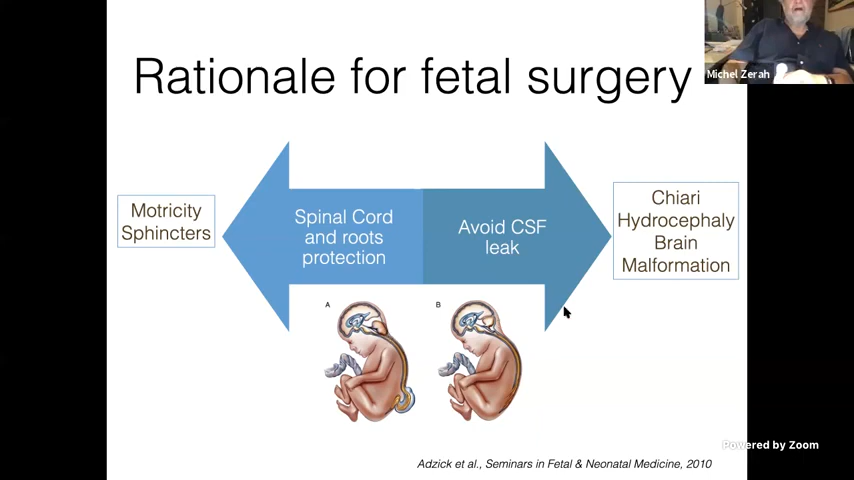 Rationale for fetal surgery
Michel Zerah
Motricity
Sphincters
Spinal Cord
and roots
protection
Avoid CSF
leak
Chiari
Hydrocephaly
Brain
Malformation
A
B
Powered by Zoom
Adzick et al., Seminars in Fetal & Neonatal Medicine, 2010